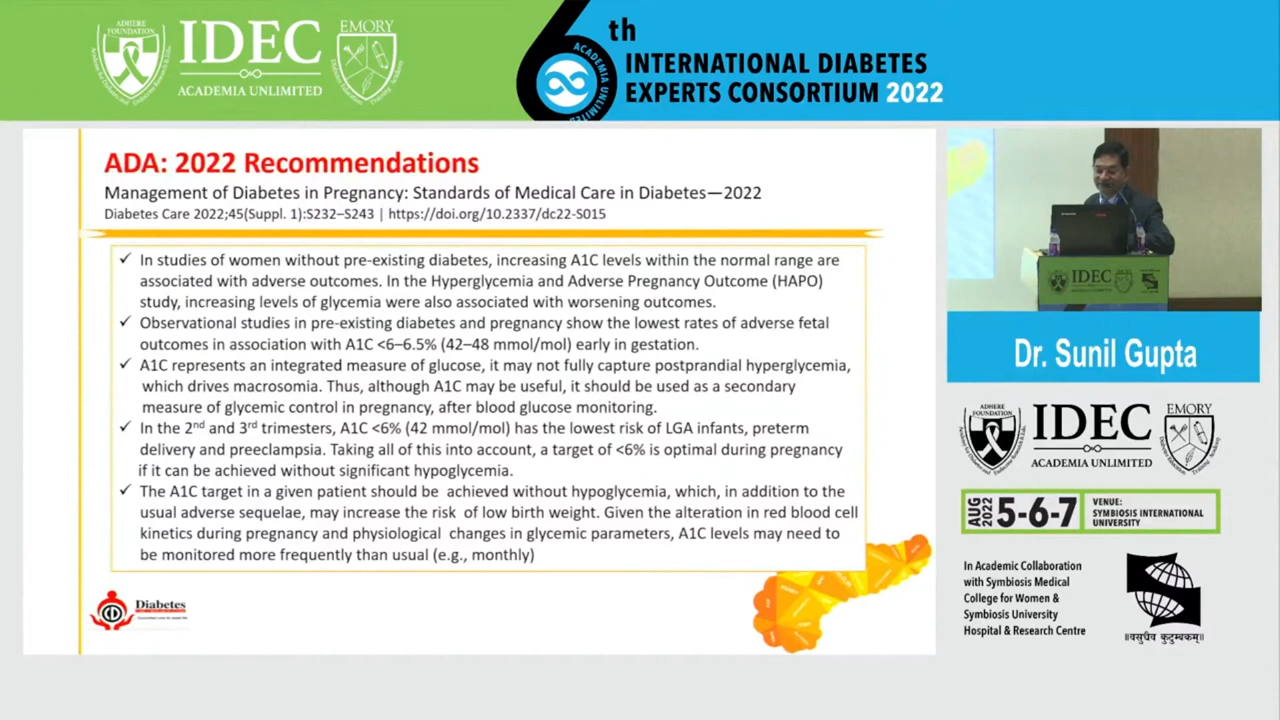 ADHERE
FOUNDATION
IDEC
ACADEMIA UNLIMITED
EMORY
6th
ACADEMIA UNLIMITED
INTERNATIONAL DIABETES
EXPERTS CONSORTIUM 2022
ADA: 2022 Recommendations
Management of Diabetes in Pregnancy: Standards of Medical Care in Diabetes—2022
Diabetes Care 2022;45(Suppl. 1):S232–S243 | https://doi.org/10.2337/dc22-S015
✓ In studies of women without pre-existing diabetes, increasing A1C levels within the normal range are
associated with adverse outcomes. In the Hyperglycemia and Adverse Pregnancy Outcome (HAPO)
study, increasing levels of glycemia were also associated with worsening outcomes.
✓ Observational studies in pre-existing diabetes and pregnancy show the lowest rates of adverse fetal
outcomes in association with A1C <6–6.5% (42–48 mmol/mol) early in gestation.
✓ A1C represents an integrated measure of glucose, it may not fully capture postprandial hyperglycemia,
which drives macrosomia. Thus, although A1C may be useful, it should be used as a secondary
measure of glycemic control in pregnancy, after blood glucose monitoring.
✓ In the 2nd and 3rd trimesters, A1C <6% (42 mmol/mol) has the lowest risk of LGA infants, preterm
delivery and preeclampsia. Taking all of this into account, a target of <6% is optimal during pregnancy
if it can be achieved without significant hypoglycemia.
✓ The A1C target in a given patient should be achieved without hypoglycemia, which, in addition to the
usual adverse sequelae, may increase the risk of low birth weight. Given the alteration in red blood cell
kinetics during pregnancy and physiological changes in glycemic parameters, A1C levels may need to
be monitored more frequently than usual (e.g., monthly)
Diabetes
IDEC
Dr. Sunil Gupta
ADHERE
FOUNDATION
IDEC
ACADEMIA UNLIMITED
EMORY
AUG 2022
5-6-7
VENUE:
SYMBIOSIS INTERNATIONAL
UNIVERSITY
In Academic Collaboration
with Symbiosis Medical
College for Women &
Symbiosis University
Hospital & Research Centre
॥वसुधैव कुटुम्बकम्॥